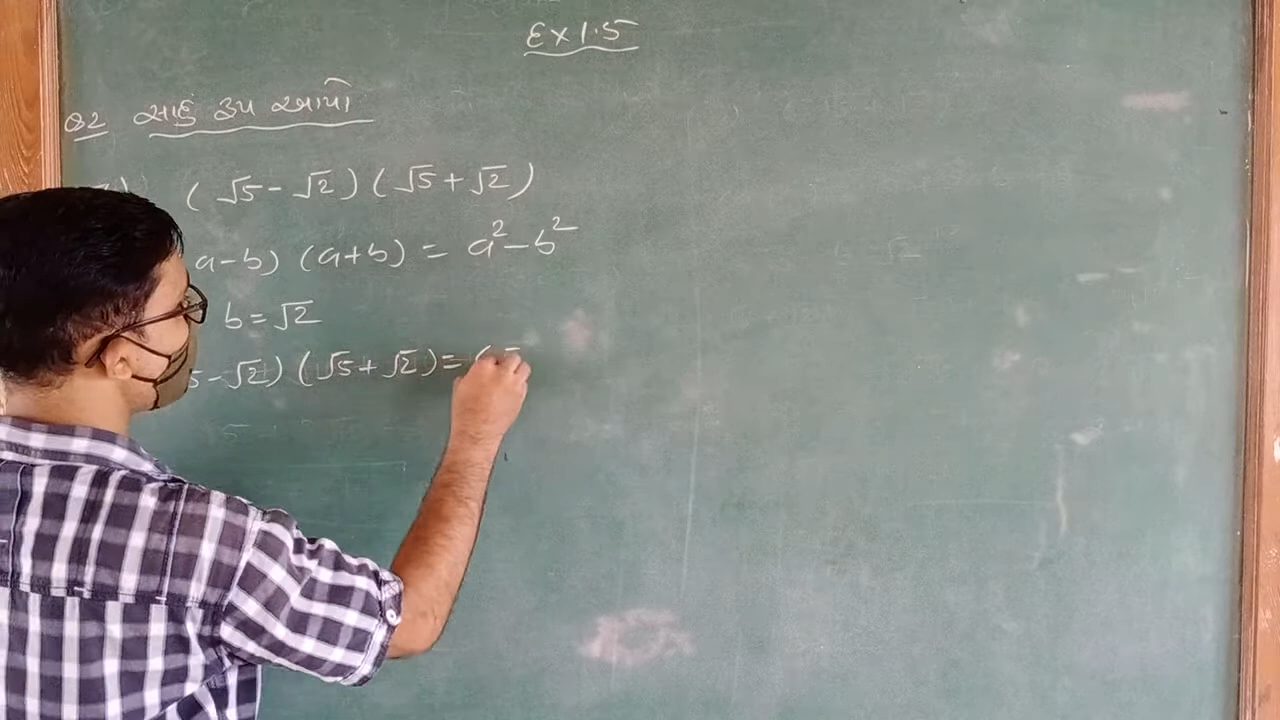 Ex 1.5
Q2 સાદું રૂપ આપો
(√5 - √2) (√5 + √2)
a - b) (a + b) = a² - b²
b = √2
5 - √2) (√5 + √2) = (